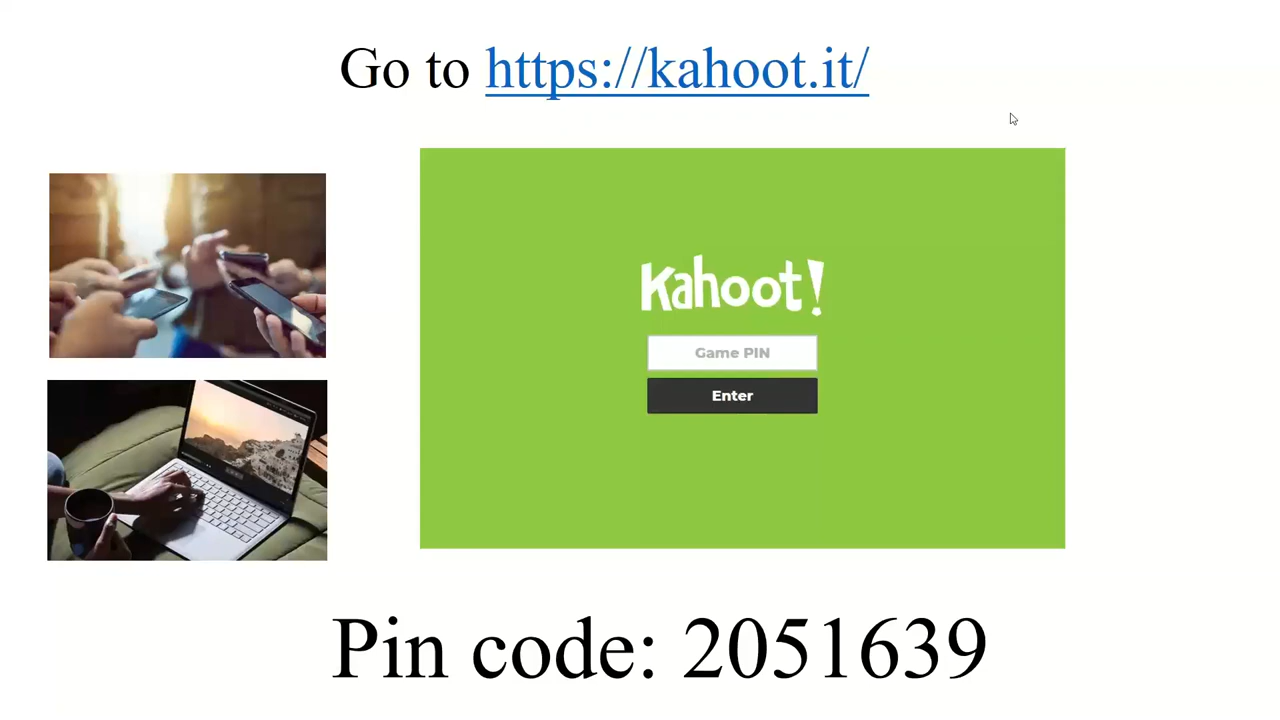 Go to https://kahoot.it/
Kahoot!
Game PIN
Enter
Pin code: 2051639